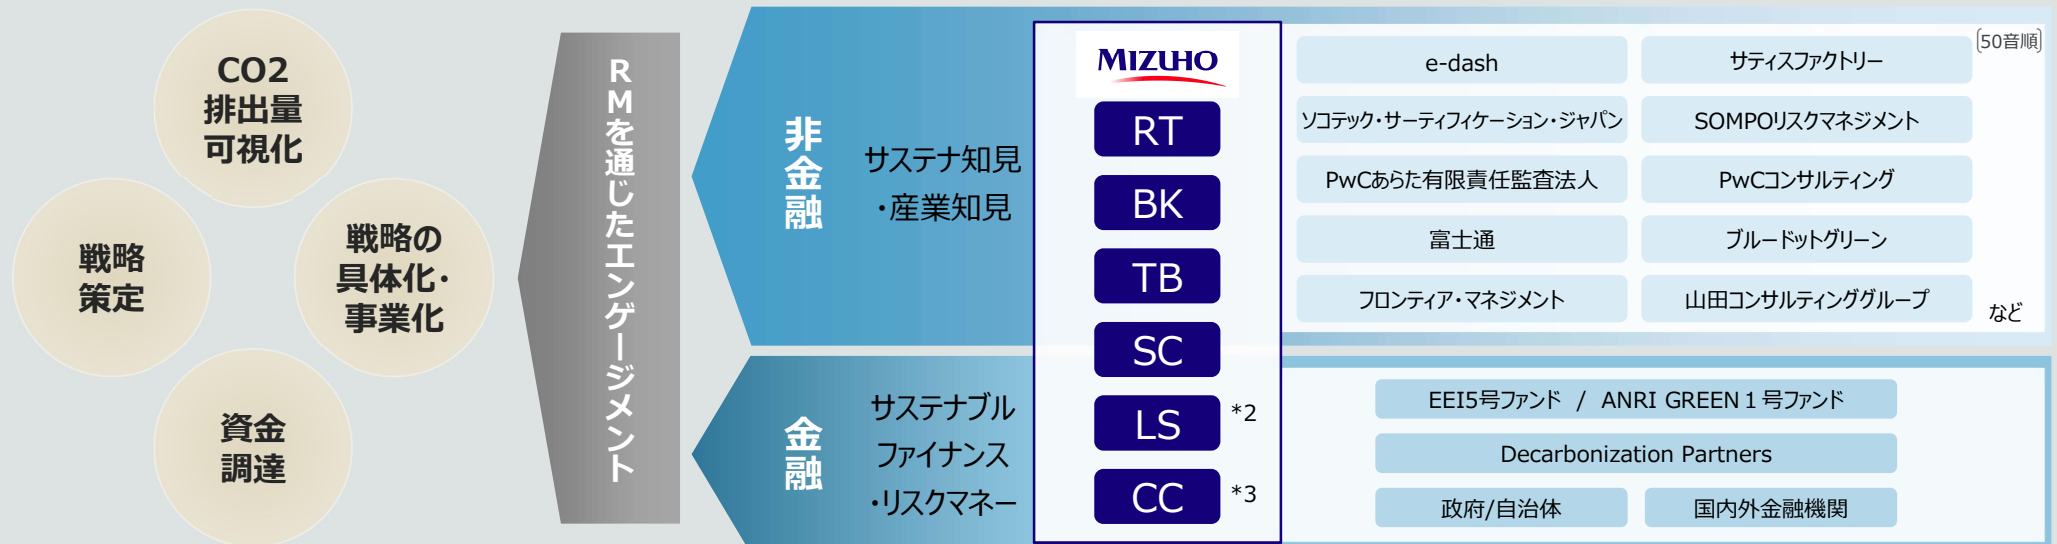 CO2
排出量
可視化
戦略
策定
戦略の
具体化・
事業化
資金
調達
RMを通じたエンゲージメント
非金融
サステナ知見
・産業知見
金融
サステナブル
ファイナンス
・リスクマネー
MIZUHO
RT
BK
TB
SC
LS *2
CC *3
[50音順]
e-dash
サティスファクトリー
ソコテック・サーティフィケーション・ジャパン
SOMPOリスクマネジメント
PwCあらた有限責任監査法人
PwCコンサルティング
富士通
ブルードットグリーン
フロンティア・マネジメント
山田コンサルティンググループ
など
EEI5号ファンド / ANRI GREEN１号ファンド
Decarbonization Partners
政府/自治体
国内外金融機関